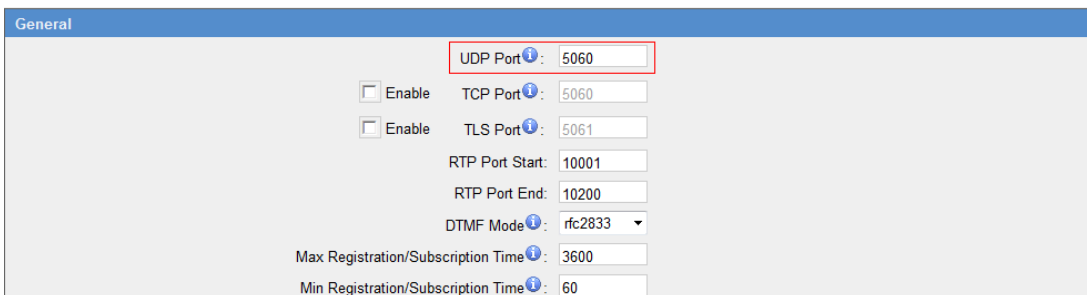 General
UDP Port : 5060
Enable TCP Port : 5060
Enable TLS Port : 5061
RTP Port Start: 10001
RTP Port End: 10200
DTMF Mode : rfc2833
Max Registration/Subscription Time : 3600
Min Registration/Subscription Time : 60